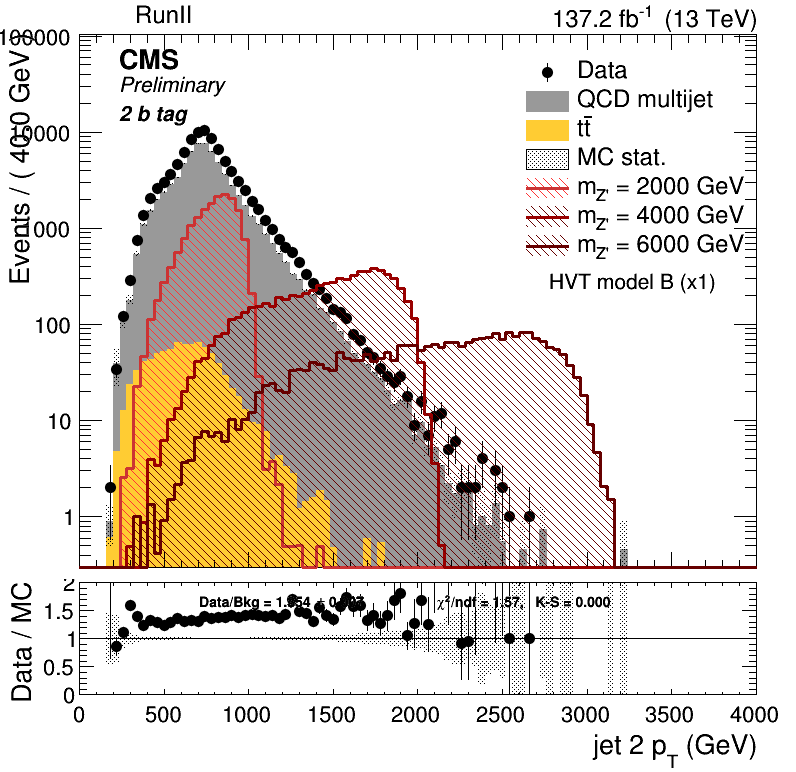 RunII
137.2 fb⁻¹ (13 TeV)
CMS
Preliminary
2 b tag
Data
QCD multijet
tt̄
MC stat.
m_Z' = 2000 GeV
m_Z' = 4000 GeV
m_Z' = 6000 GeV
HVT model B (x1)
Events / ( 40.0 GeV )
10000
1000
100
10
1
Data/Bkg =
χ²/ndf = 1.57, K-S = 0.000
Data / MC
2
1.5
1
0.5
0
0 500 1000 1500 2000 2500 3000 3500 4000
jet 2 p_T (GeV)